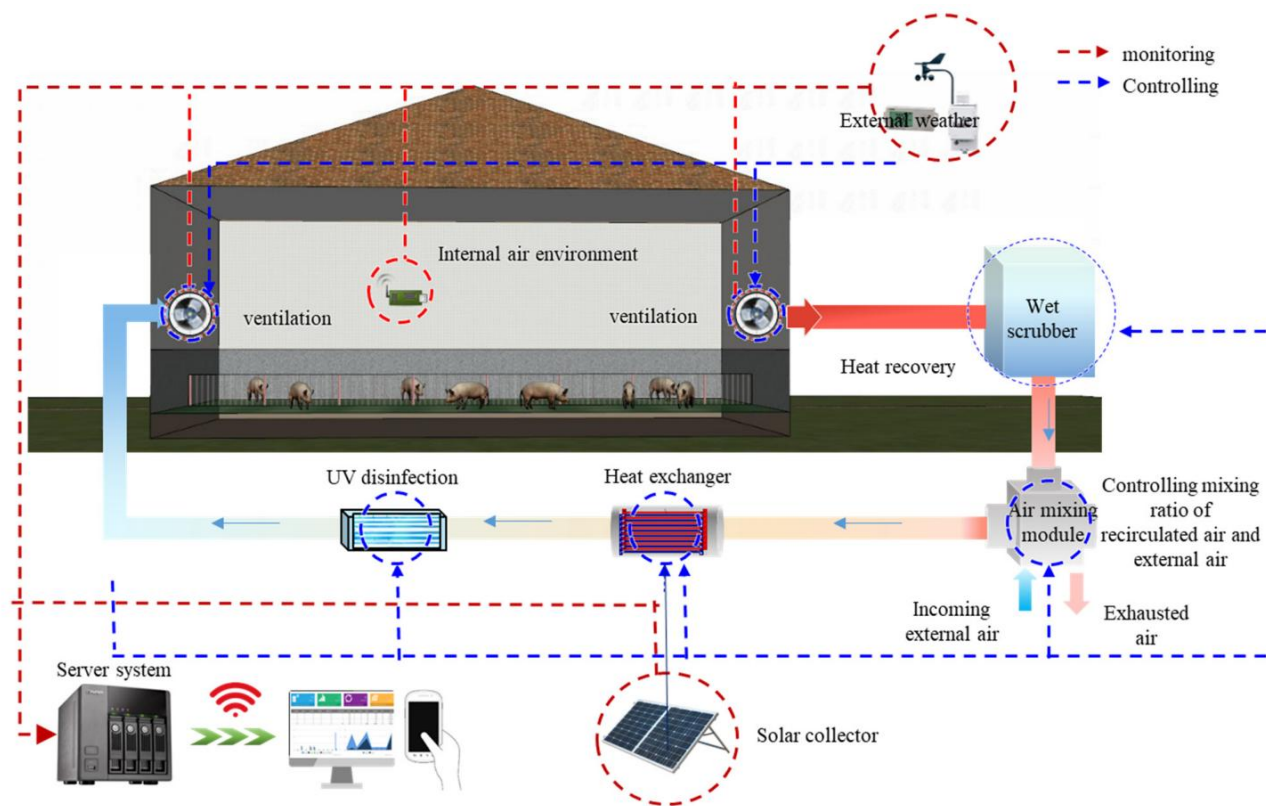 monitoring
Controlling
External weather
Internal air environment
ventilation
ventilation
Wet
scrubber
Heat recovery
UV disinfection
Heat exchanger
Air mixing
module
Controlling mixing
ratio of
recirculated air and
external air
Incoming
external air
Exhausted
air
Server system
Solar collector